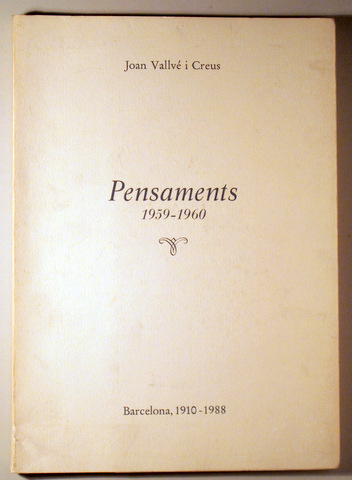 Joan Vallvé i Creus
Pensaments
1959-1960
Barcelona, 1910-1988